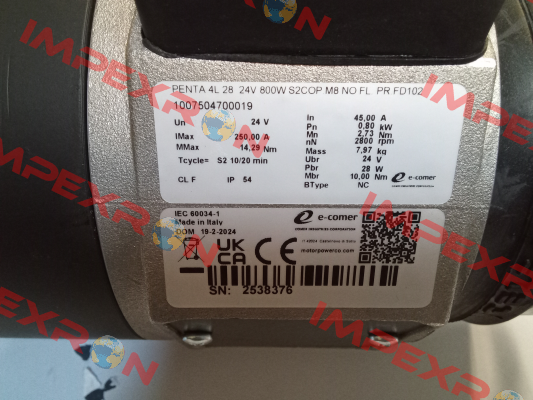 PENTA 4L 28 24V 800W S2COP M8 NO FL PR FD102
1007504700019
Un 24 V
IMax 250,00 A
MMax 14,29 Nm
Tcycle= S2 10/20 min
CL F IP 54
In 45,00 A
Pn 0,80 kW
Mn 2,73 Nm
nN 2800 rpm
Mass 7,97 kg
Ubr 24 V
Pbr 28 W
Mbr 10,00 Nm
BType NC
e-comer
IEC 60034-1
Made in Italy
DOM 19-2-2024
e-comer
COMER INDUSTRIES CORPORATION
motorpowerco.com
UK
CA
CE
SN: 2538376
IMPEXRON
IMPEXRON
IMPEXRON
IMPEXRON